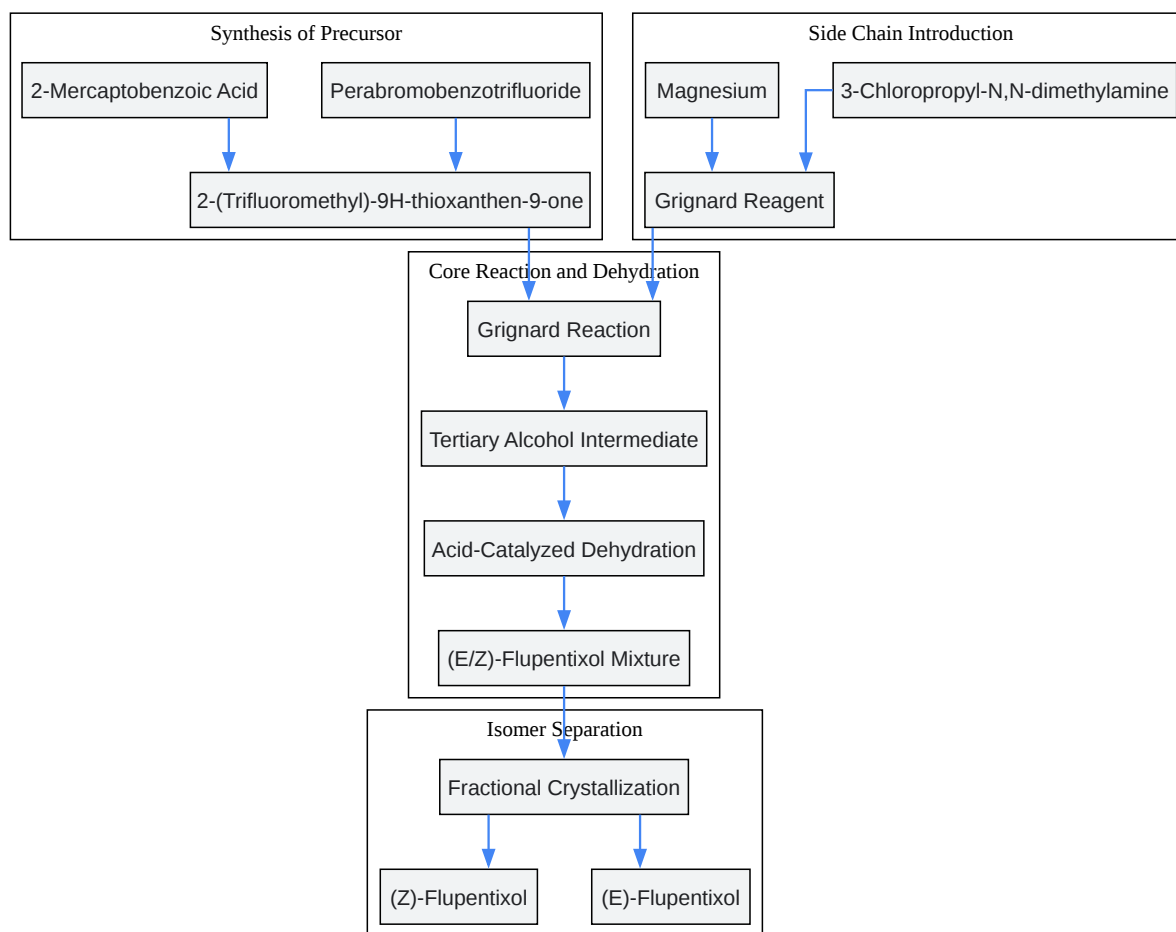 Synthesis of Precursor
2-Mercaptobenzoic Acid
Perabromobenzotrifluoride
2-(Trifluoromethyl)-9H-thioxanthen-9-one
Side Chain Introduction
Magnesium
3-Chloropropyl-N,N-dimethylamine
Grignard Reagent
Core Reaction and Dehydration
Grignard Reaction
Tertiary Alcohol Intermediate
Acid-Catalyzed Dehydration
(E/Z)-Flupentixol Mixture
Isomer Separation
Fractional Crystallization
(Z)-Flupentixol
(E)-Flupentixol